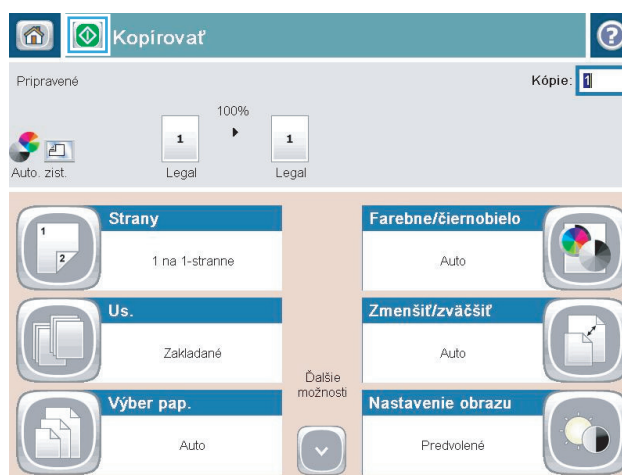 Kopírovať
Pripravené
Kópie: 1
100%
1
1
Auto. zist.
Legal
Legal
Strany
1
2
1 na 1-stranne
Farebne/čiernobielo
Auto
Us.
Zakladané
Zmenšiť/zväčšiť
Auto
Ďalšie
možnosti
Výber pap.
Auto
Nastavenie obrazu
Predvolené